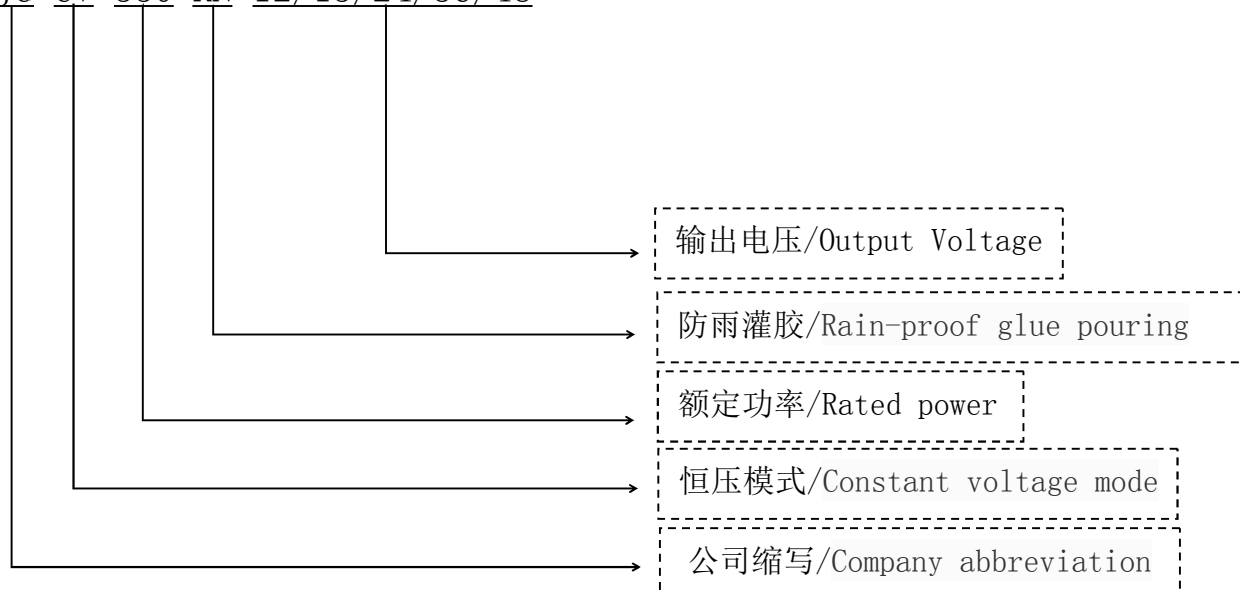 输出电压/Output Voltage
防雨灌胶/Rain-proof glue pouring
额定功率/Rated power
恒压模式/Constant voltage mode
公司缩写/Company abbreviation